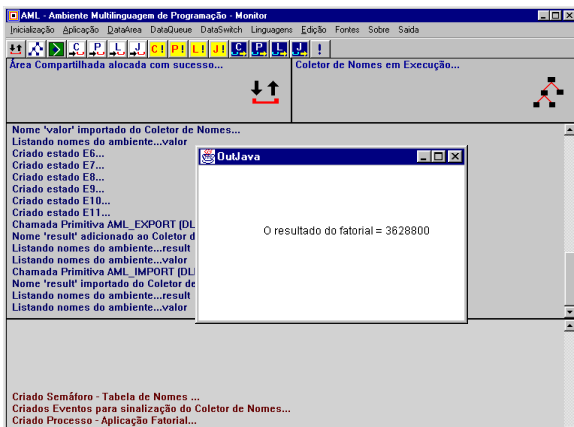 AML - Ambiente Multilinguagem de Programação - Monitor
Inicialização Aplicação DataArea DataQueue DataSwitch Linguagens Edição Fontes Sobre Saída
C P L J C! P! L! J! C P L J !
Área Compartilhada alocada com sucesso...
Coletor de Nomes em Execução...
Nome 'valor' importado do Coletor de Nomes...
Listando nomes do ambiente...valor
Criado estado E6...
Criado estado E7...
Criado estado E8...
Criado estado E9...
Criado estado E10...
Criado estado E11...
Chamada Primitiva AML_EXPORT (DL
Nome 'result' adicionado ao Coletor d
Listando nomes do ambiente...result
Listando nomes do ambiente...valor
Chamada Primitiva AML_IMPORT (DL
Nome 'result' importado do Coletor de
Listando nomes do ambiente...result
Listando nomes do ambiente...valor
OutJava
O resultado do fatorial = 3628800
Criado Semáforo - Tabela de Nomes ...
Criados Eventos para sinalização do Coletor de Nomes...
Criado Processo - Aplicação Fatorial...